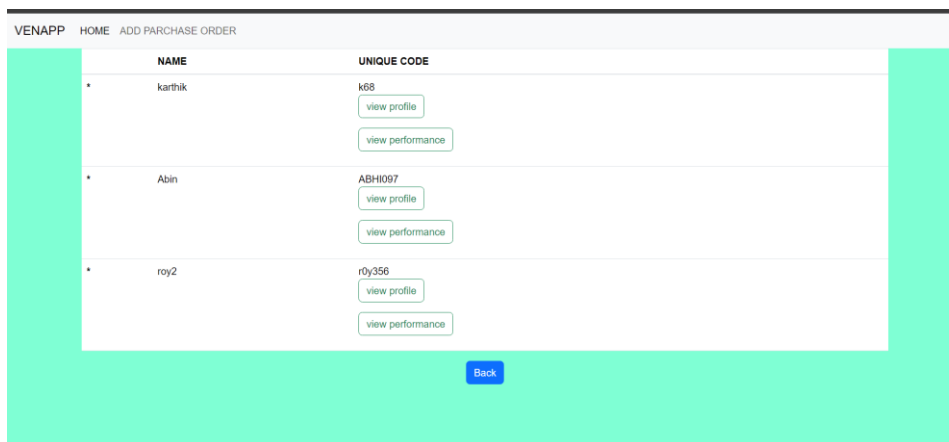 VENAPP HOME ADD PARCHASE ORDER
NAME UNIQUE CODE
* karthik k68
view profile
view performance
* Abin ABHI097
view profile
view performance
* roy2 r0y356
view profile
view performance
Back